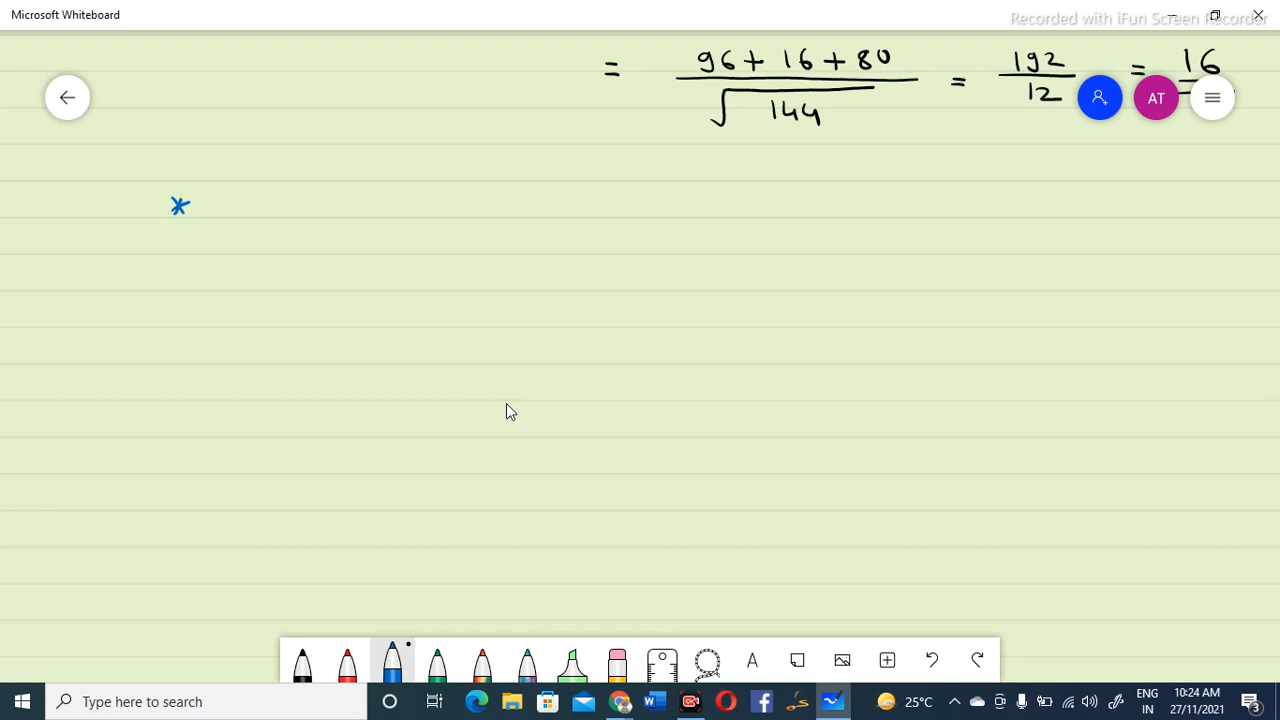 Microsoft Whiteboard
Recorded with iFun Screen Recorder
= 96 + 16 + 80 / √144 = 192 / 12 = 16
AT
*
A
Type here to search
25°C
ENG
IN
10:24 AM
27/11/2021
3